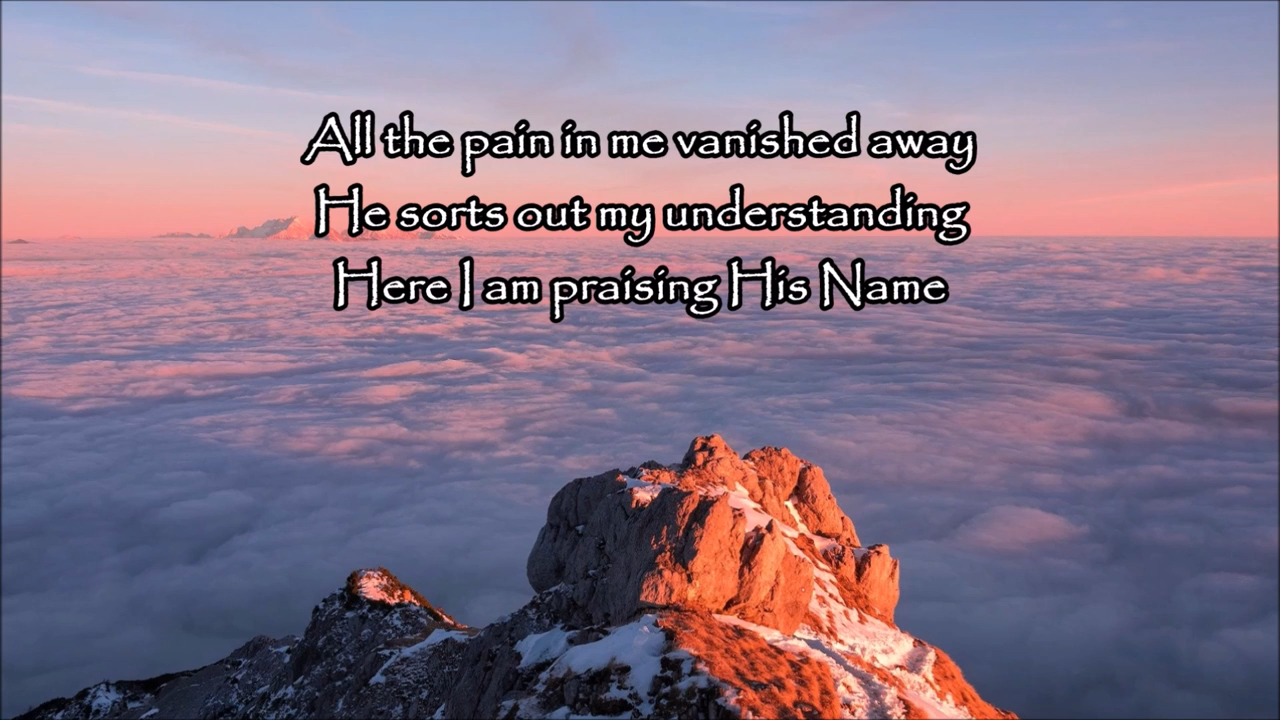 All the pain in me vanished away
He sorts out my understanding
Here I am praising His Name